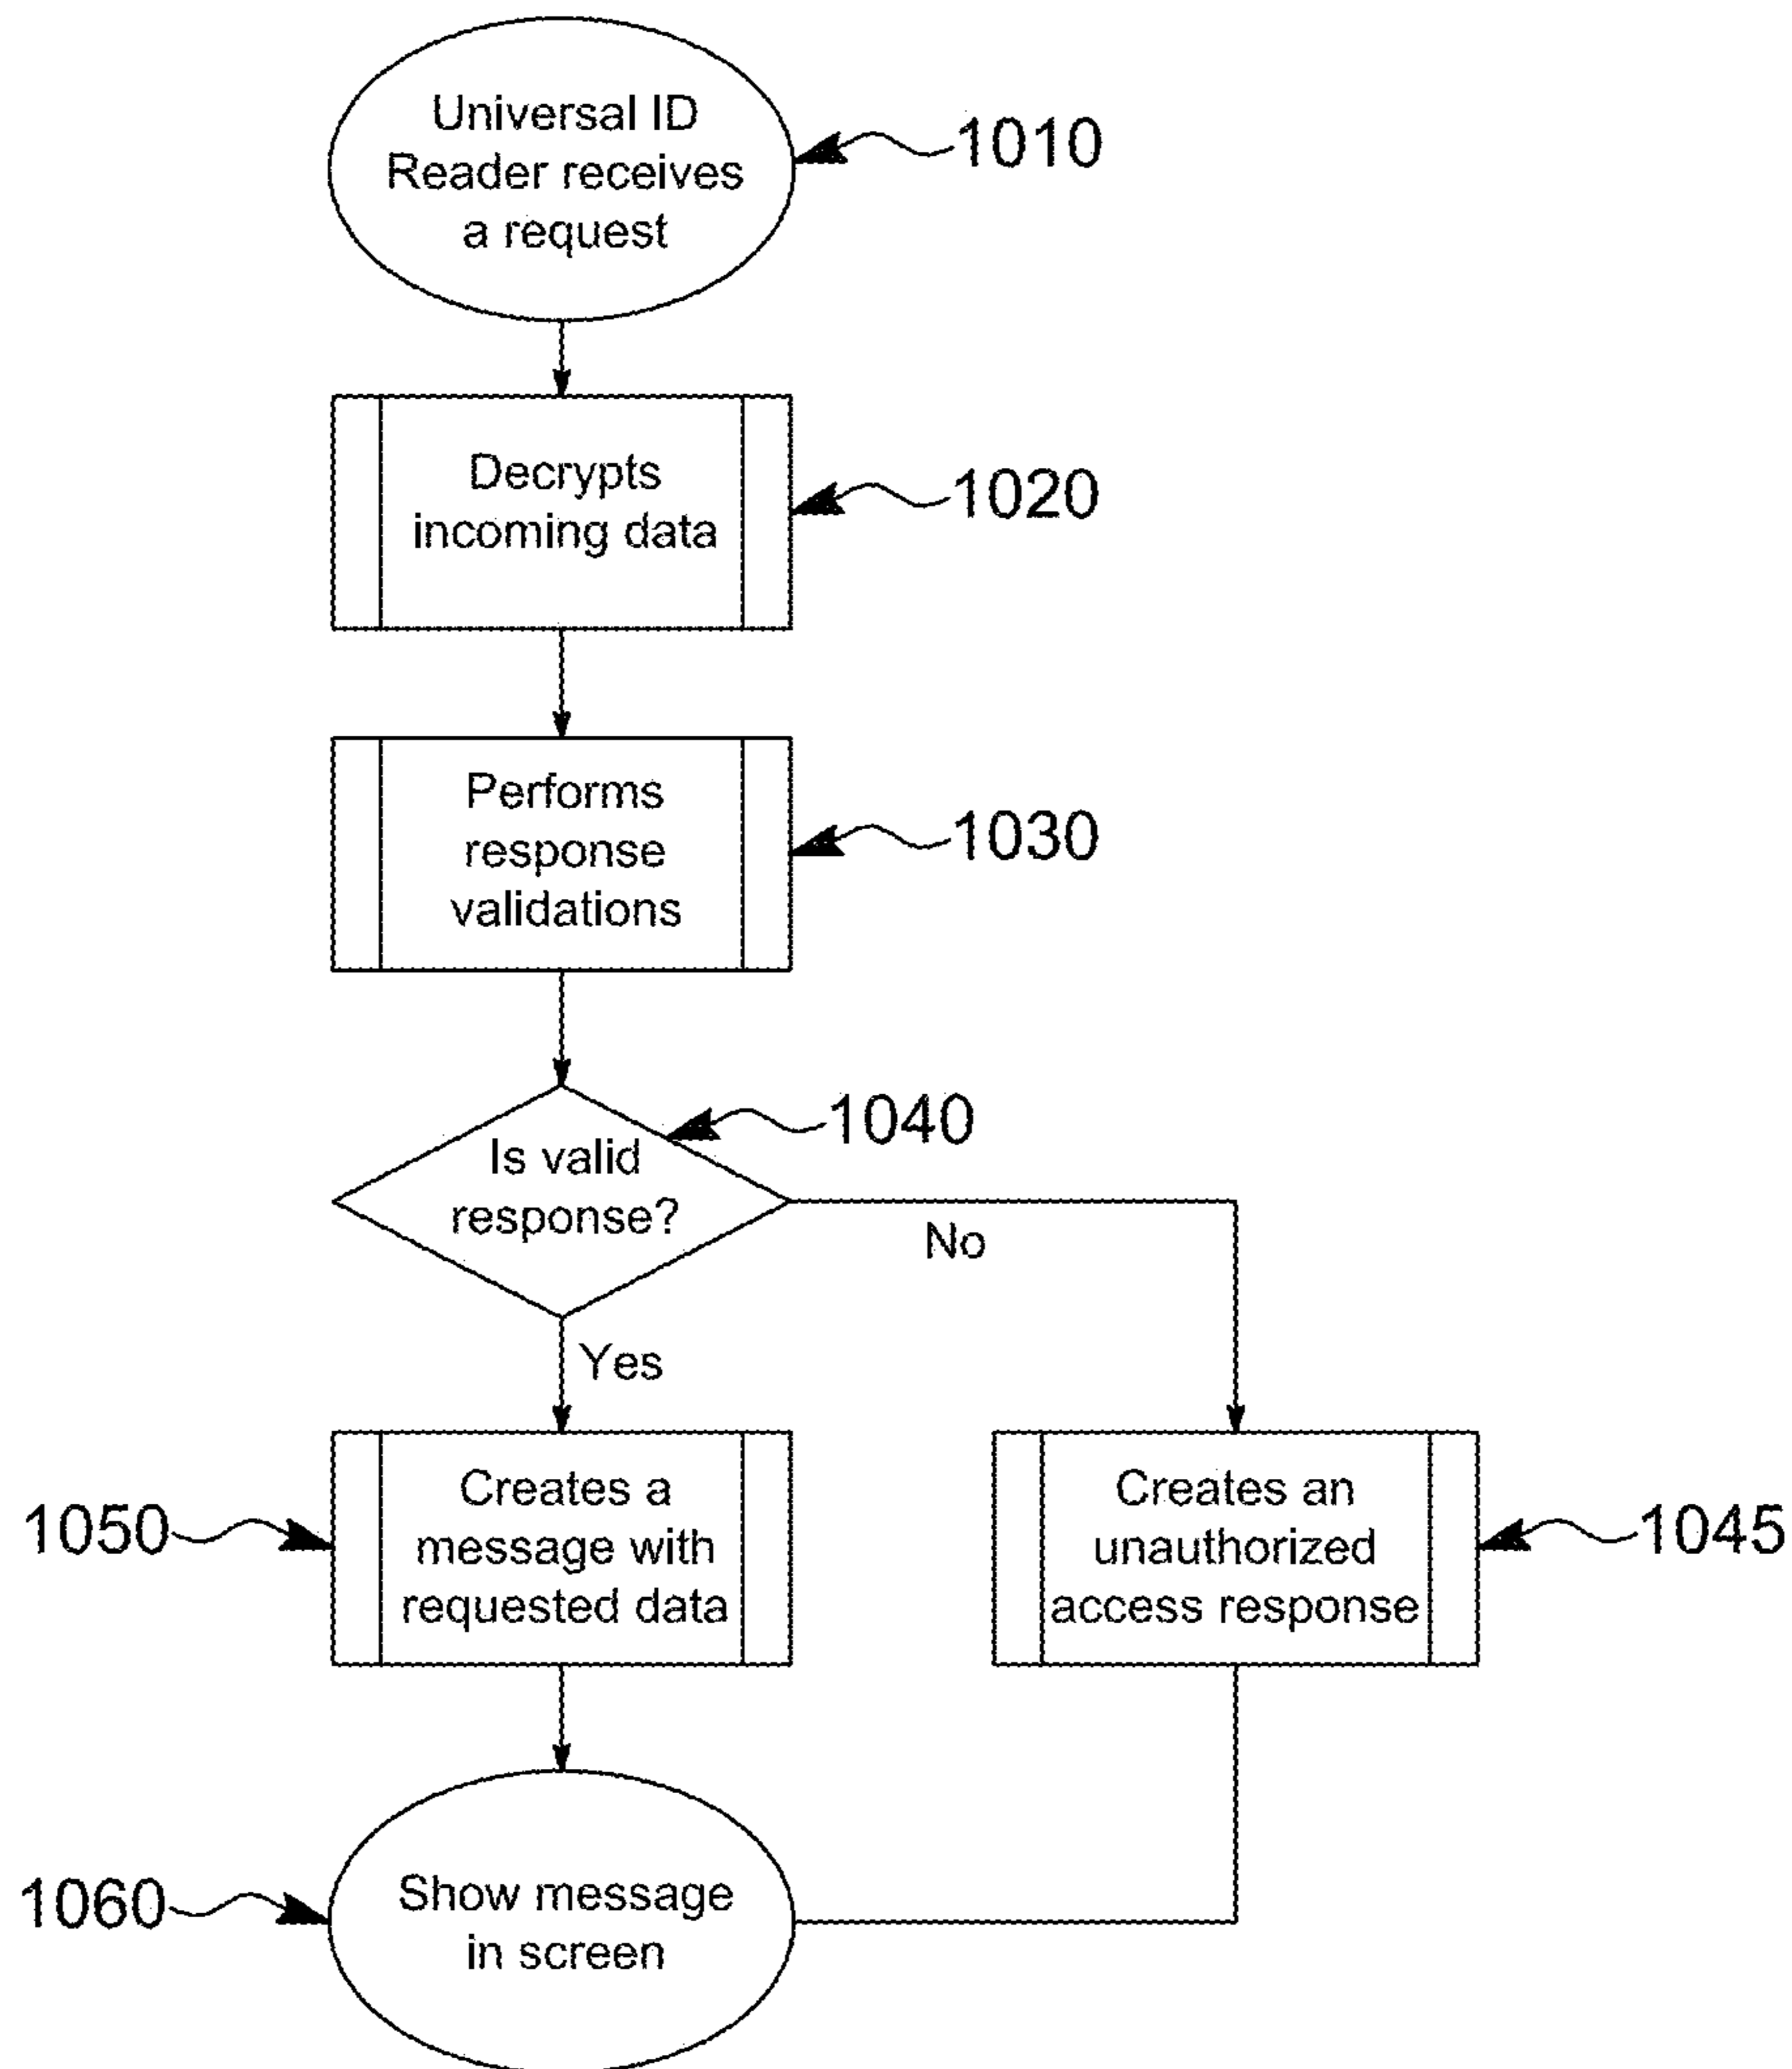 Universal ID
Reader receives
a request
1010
Decrypts
incoming data
1020
Performs
response
validations
1030
1040
Is valid
response?
No
Yes
1050
Creates a
message with
requested data
Creates an
unauthorized
access response
1045
1060
Show message
in screen